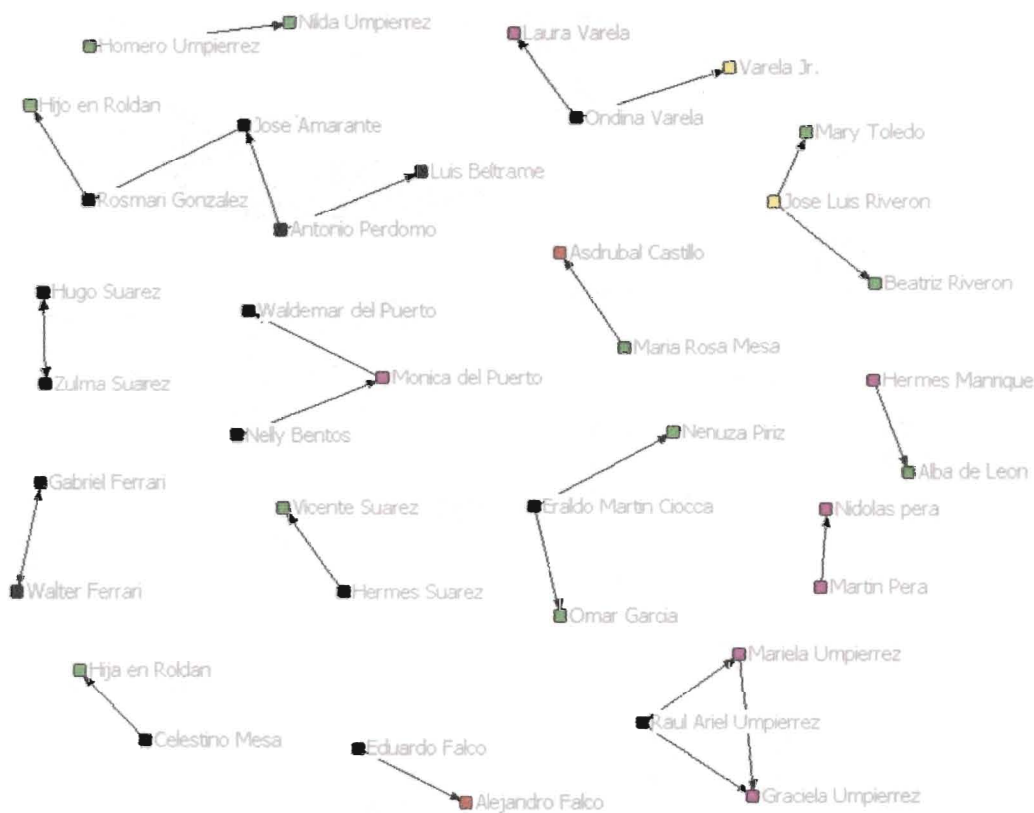 Nilda Umpierrez
Homero Umpierrez
Laura Varela
Varela Jr.
Hijo en Roldan
Jose Amarante
Ondina Varela
Mary Toledo
Luis Beltrame
Rosmari Gonzalez
Jose Luis Riveron
Antonio Perdomo
Asdrubal Castillo
Beatriz Riveron
Hugo Suarez
Waldemar del Puerto
Maria Rosa Mesa
Zulma Suarez
Monica del Puerto
Hermes Manrique
Nelly Bentos
Nenuza Piriz
Alba de Leon
Gabriel Ferrari
Vicente Suarez
Eraldo Martin Ciocca
Nidolas pera
Walter Ferrari
Hermes Suarez
Martin Pera
Omar Garcia
Mariela Umpierrez
Hija en Roldan
Raul Ariel Umpierrez
Celestino Mesa
Eduardo Falco
Graciela Umpierrez
Alejandro Falco